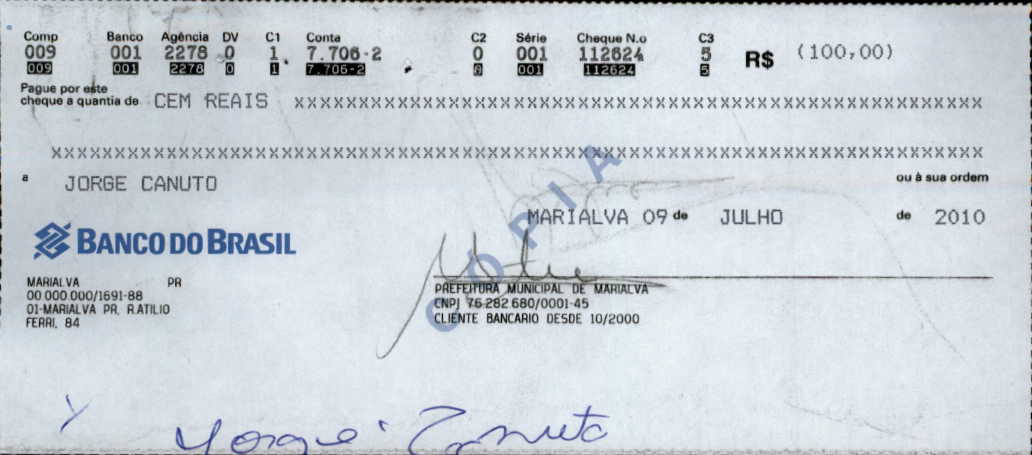 Comp Banco Agência DV C1 Conta C2 Série Cheque N.o C3
009 001 2278 0 1 7.706-2 0 001 112624 5 R$ (100,00)
009 001 2278 0 1 7.706-2 0 001 112624 5
Pague por este
cheque a quantia de CEM REAIS XXXXXXXXXXXXXXXXXXXXXXXXXXXXXXXXXXXXXXXXXXXXXXXXXXXXXXXXXXXXXXXX
XXXXXXXXXXXXXXXXXXXXXXXXXXXXXXXXXXXXXXXXXXXXXXXXXXXXXXXXXXXXXXXXXXXXXXXXXXXXXXXXXXXXXXX
a JORGE CANUTO ou à sua ordem
MARIALVA 09 de JULHO de 2010
CÓPIA
BANCO DO BRASIL
MARIALVA PR
00 000 000/1691-88
01-MARIALVA PR. R.ATILIO
FERRI, 84
PREFEITURA MUNICIPAL DE MARIALVA
CNPJ 76 282 680/0001-45
CLIENTE BANCARIO DESDE 10/2000
Jorge Canuto